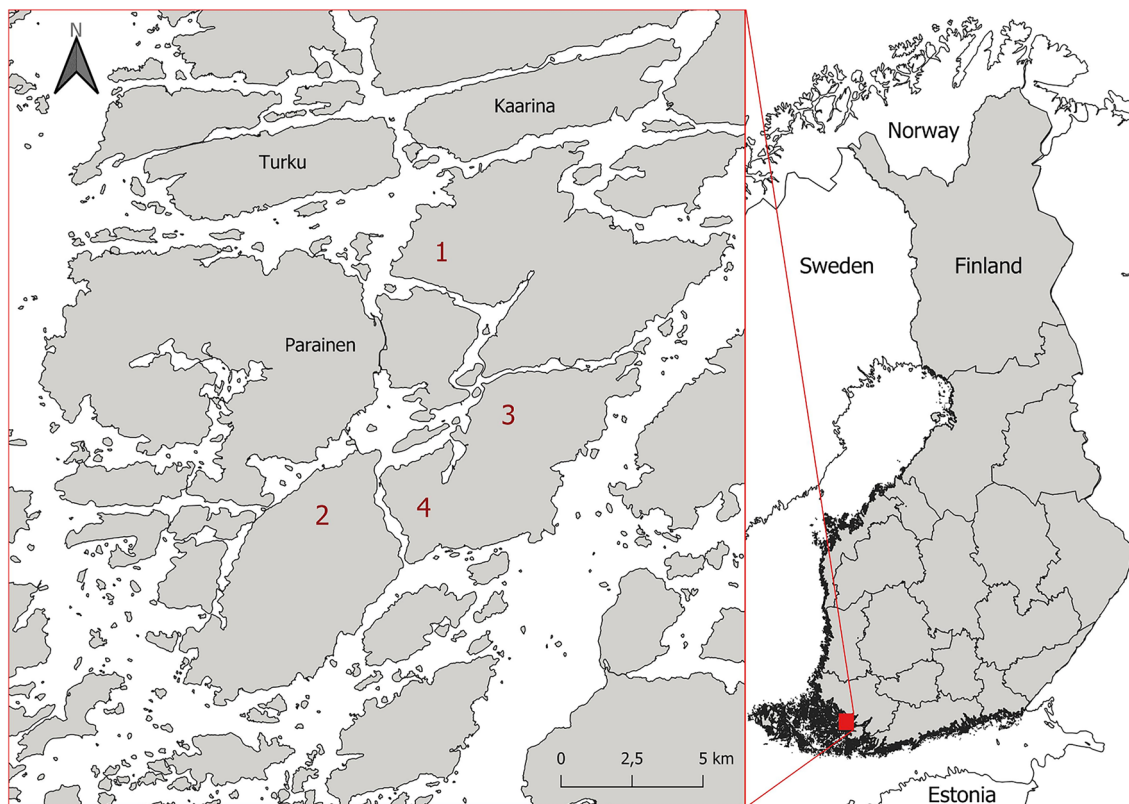 N
Kaarina
Turku
1
Parainen
3
2
4
0 2,5 5 km
Norway
Sweden
Finland
Estonia